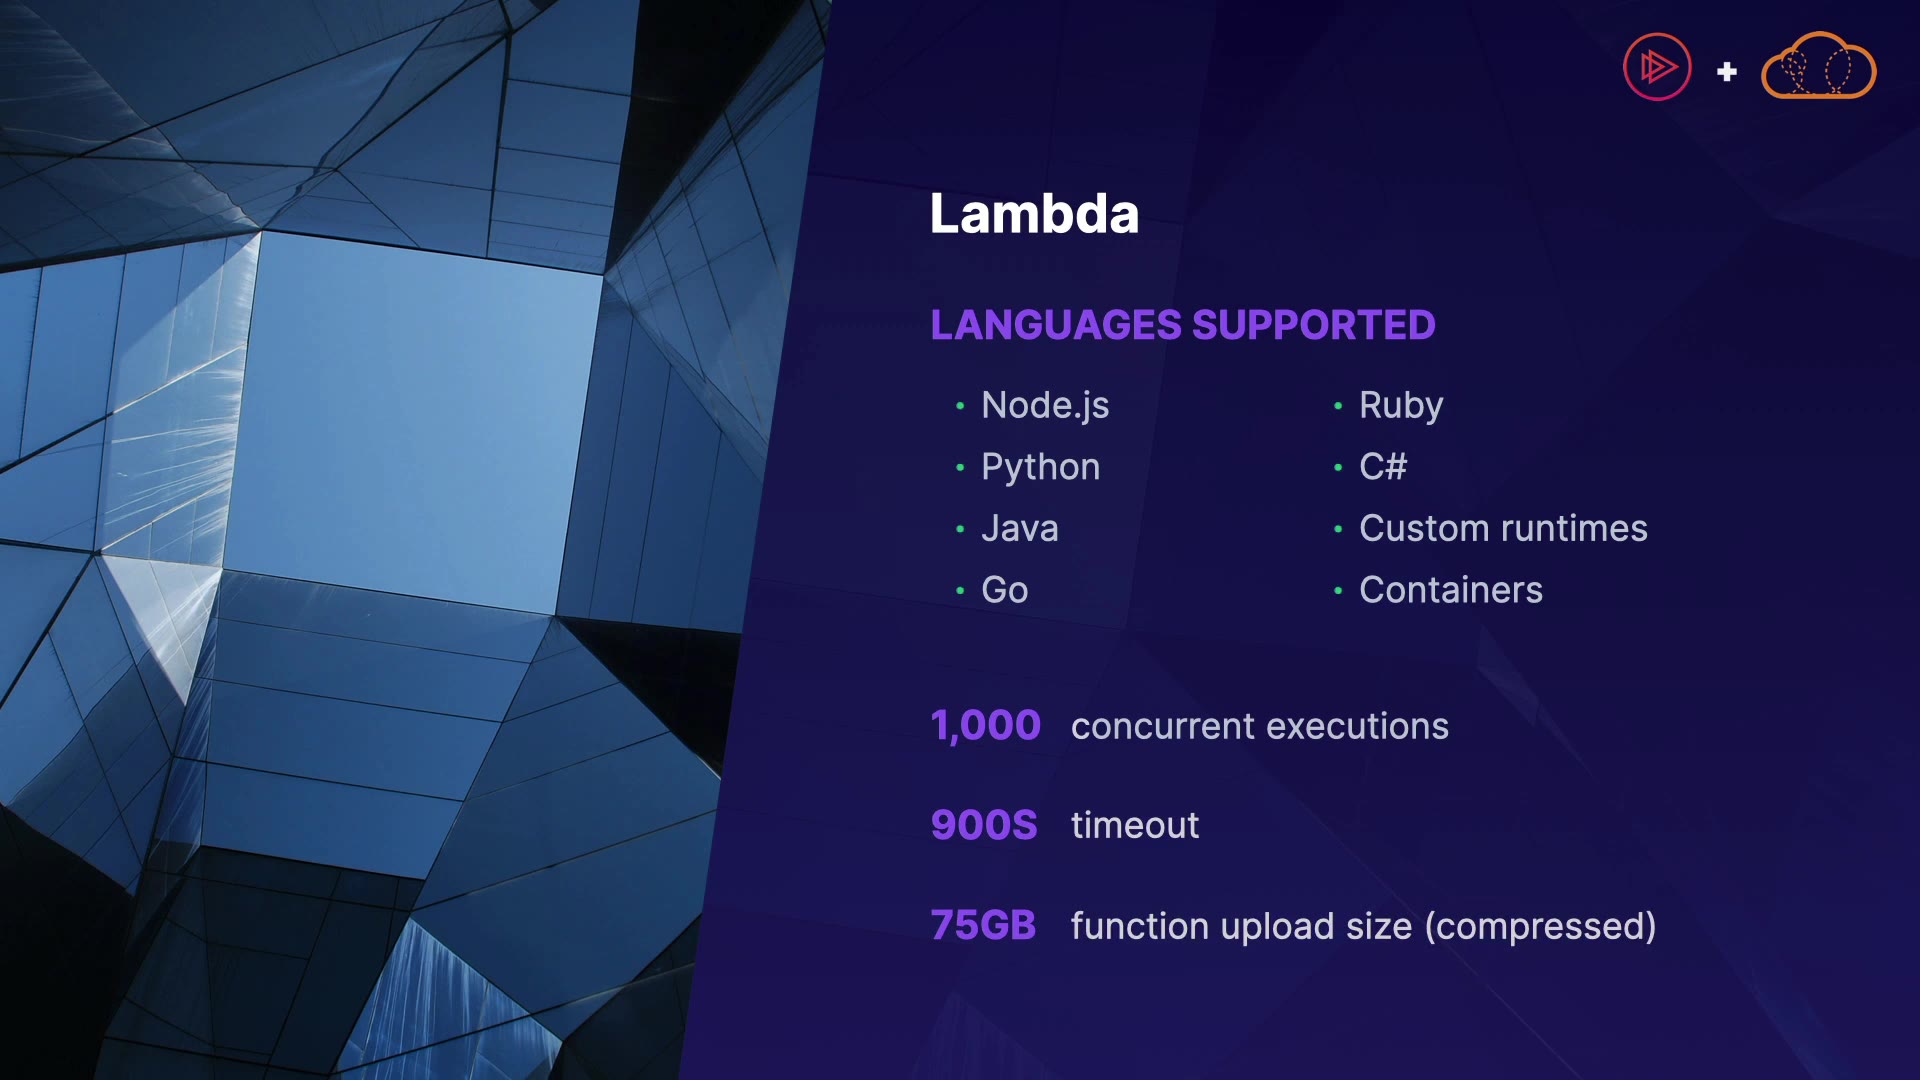 Lambda
LANGUAGES SUPPORTED
Node.js
Python
Java
Go
Ruby
C#
Custom runtimes
Containers
1,000 concurrent executions
900S timeout
75GB function upload size (compressed)